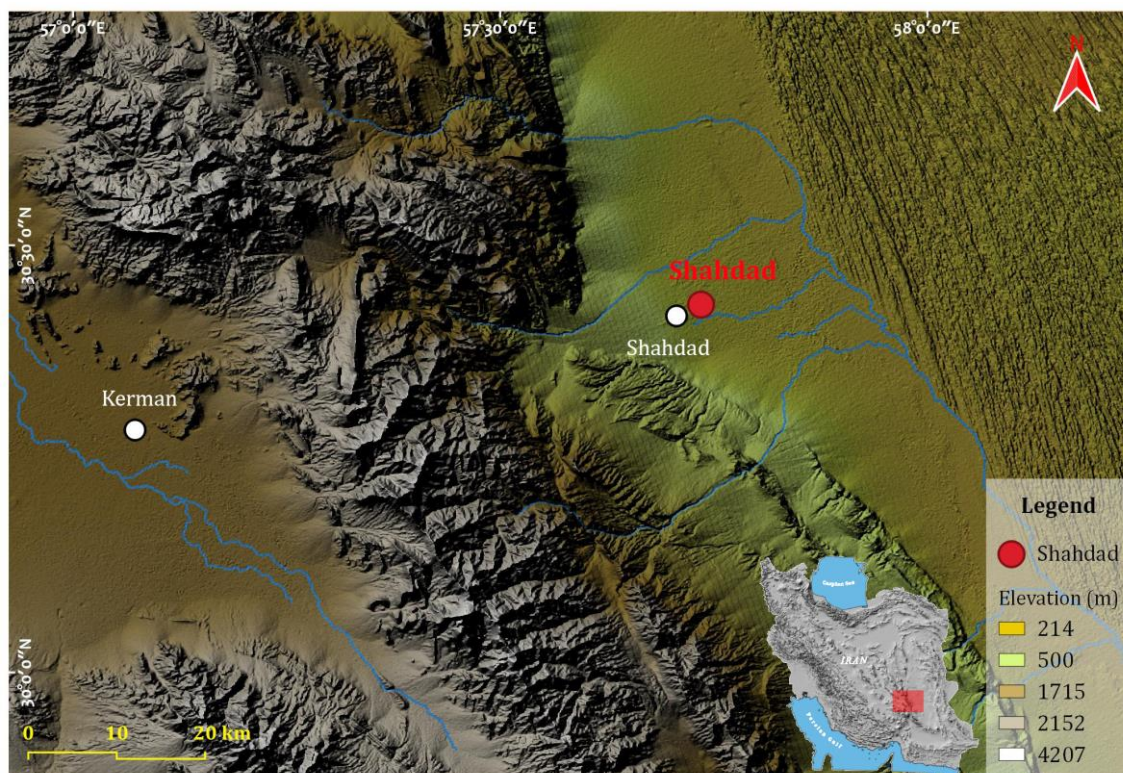 57°0′0″E
57°30′0″E
58°0′0″E
N
30°30′0″N
Shahdad
Shahdad
Kerman
30°0′0″N
0 10 20 km
Legend
Shahdad
Elevation (m)
214
500
1715
2152
4207
Caspian Sea
IRAN
Persian Gulf